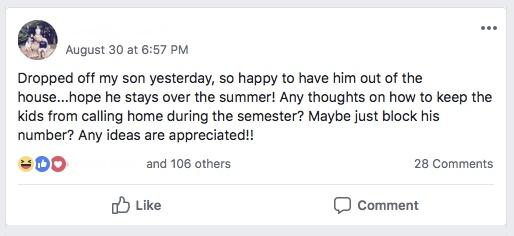 August 30 at 6:57 PM
Dropped off my son yesterday, so happy to have him out of the
house...hope he stays over the summer! Any thoughts on how to keep the
kids from calling home during the semester? Maybe just block his
number? Any ideas are appreciated!!
and 106 others 28 Comments
Like Comment